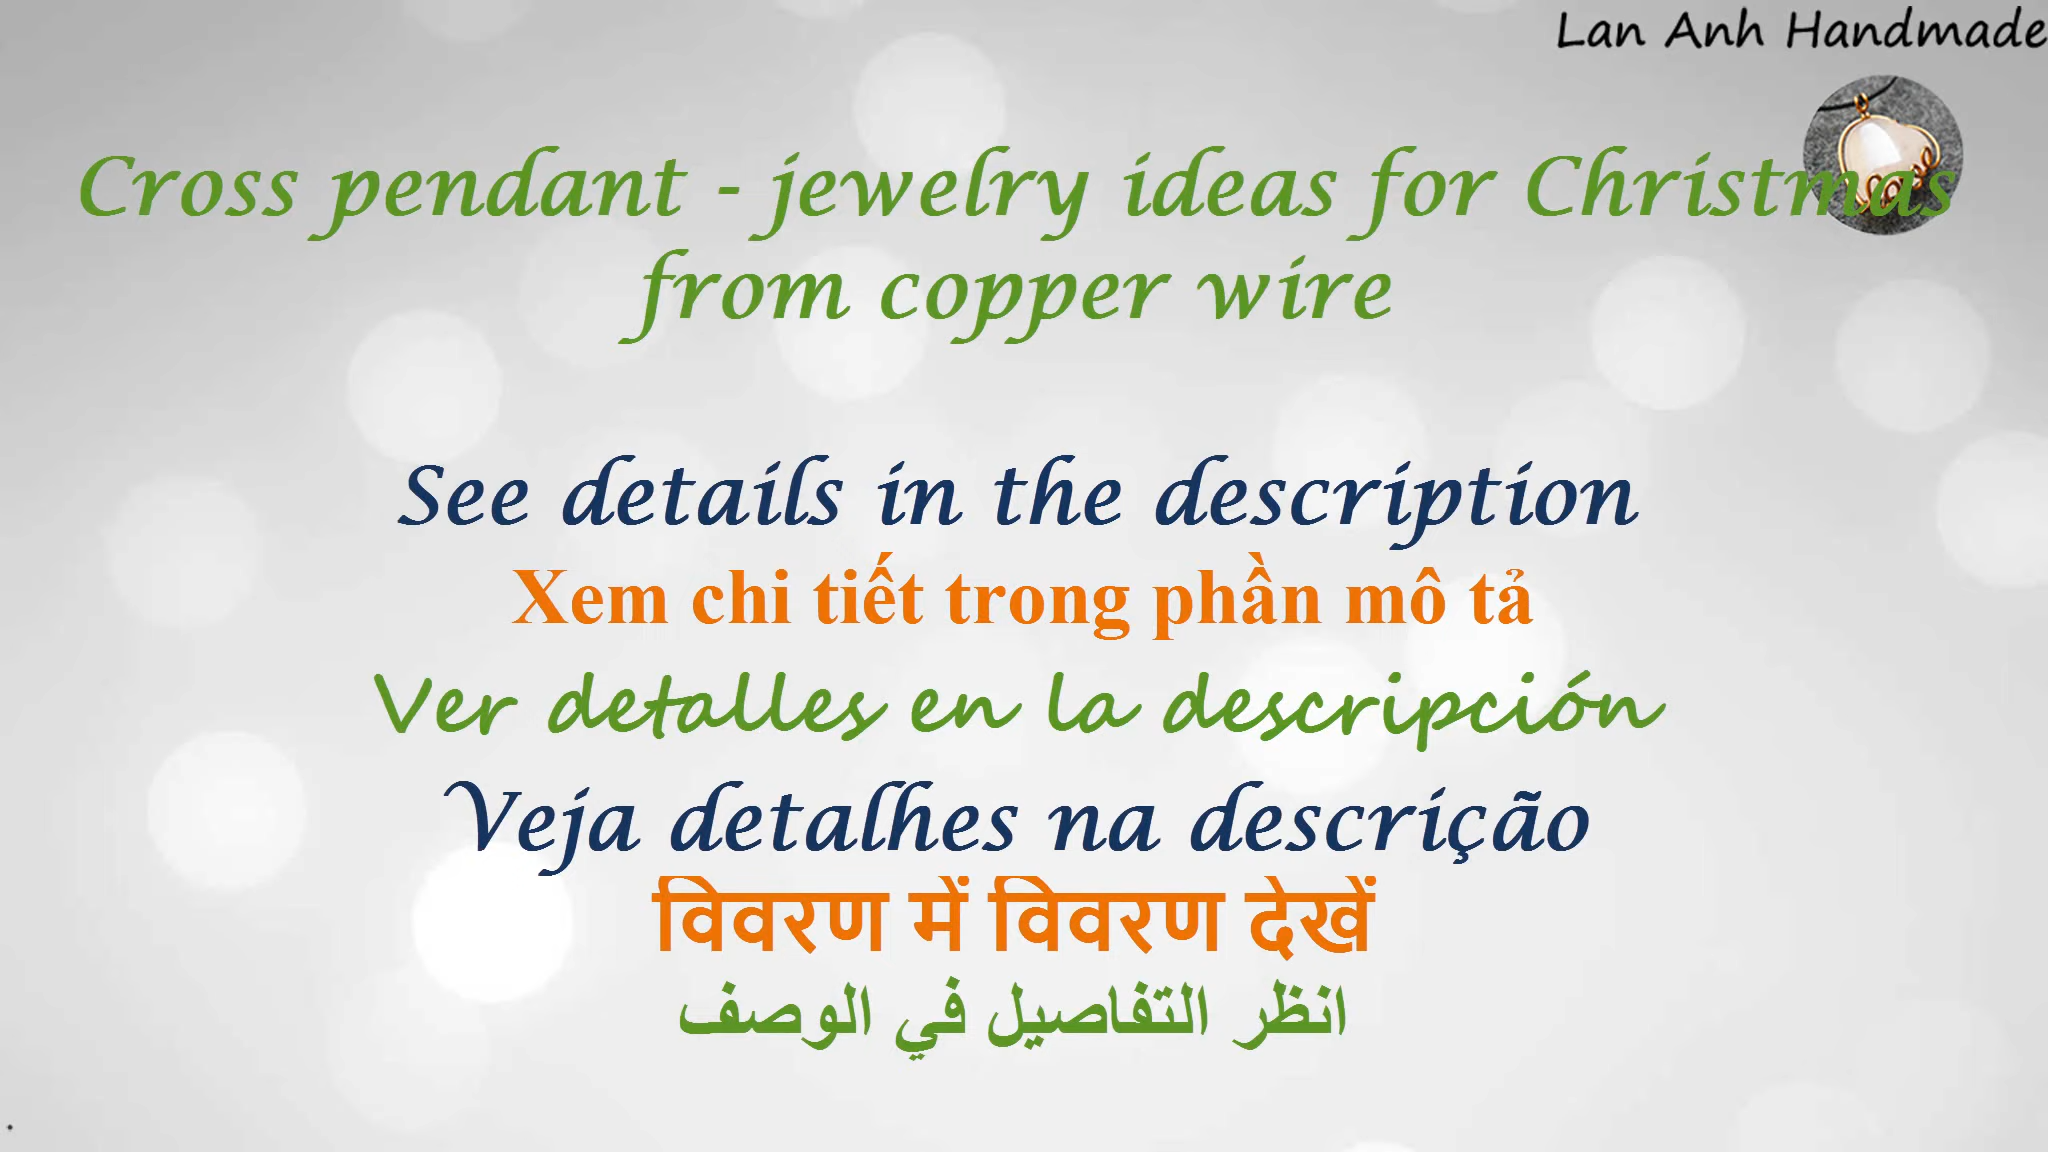 Lan Anh Handmade
Cross pendant - jewelry ideas for Christmas
from copper wire
See details in the description
Xem chi tiết trong phần mô tả
Ver detalles en la descripción
Veja detalhes na descrição
विवरण में विवरण देखें
انظر التفاصيل في الوصف